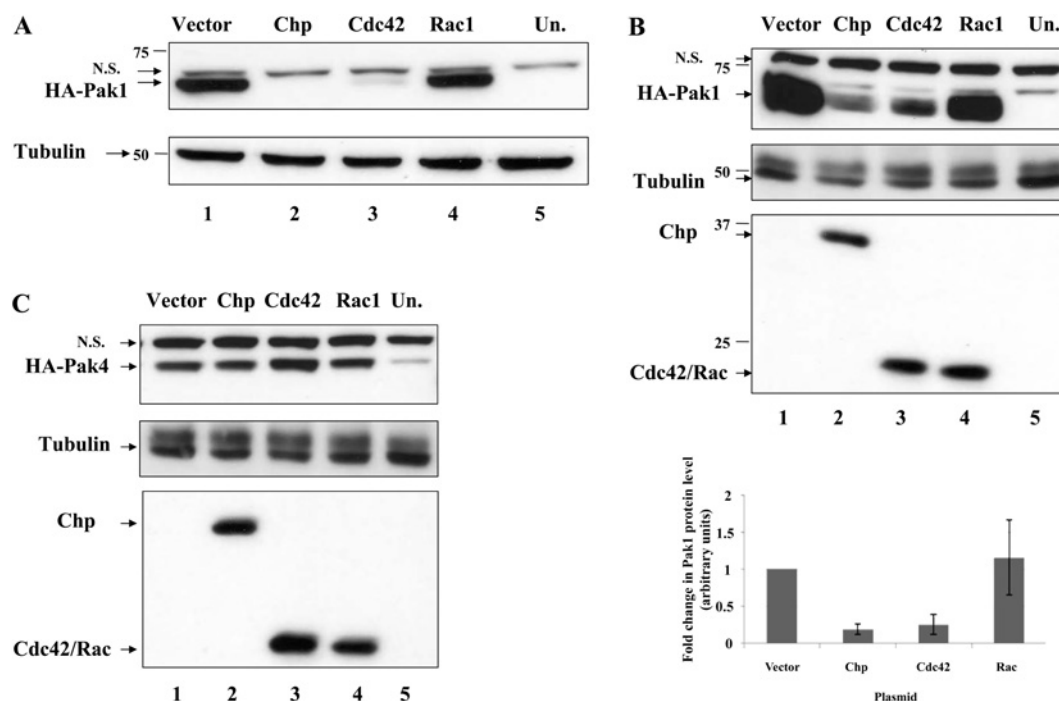 A
Vector Chp Cdc42 Rac1 Un.
75
N.S.
HA-Pak1
Tubulin 50
1 2 3 4 5
B
Vector Chp Cdc42 Rac1 Un.
N.S.
75
HA-Pak1
50
Tubulin
37
Chp
25
Cdc42/Rac
1 2 3 4 5
C
Vector Chp Cdc42 Rac1 Un.
N.S.
HA-Pak4
Tubulin
Chp
Cdc42/Rac
1 2 3 4 5
Fold change in Pak1 protein level
(arbitrary units)
2
1.5
1
0.5
0
Vector Chp Cdc42 Rac
Plasmid